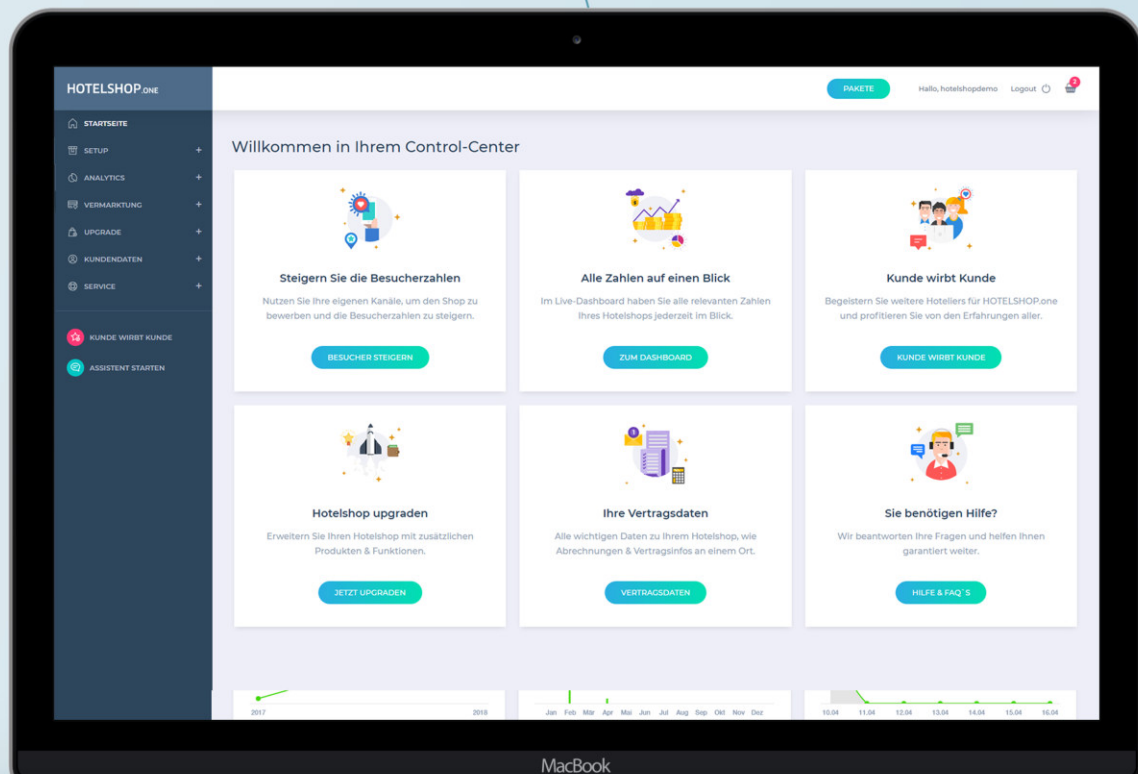 HOTELSHOP.ONE
PAKETE
Hallo, hotelshopdemo
Logout
2
STARTSEITE
SETUP +
ANALYTICS +
VERMARKTUNG +
UPGRADE +
KUNDENDATEN +
SERVICE +
KUNDE WIRBT KUNDE
ASSISTENT STARTEN
Willkommen in Ihrem Control-Center
Steigern Sie die Besucherzahlen
Nutzen Sie Ihre eigenen Kanäle, um den Shop zu
bewerben und die Besucherzahlen zu steigern.
BESUCHER STEIGERN
Alle Zahlen auf einen Blick
Im Live-Dashboard haben Sie alle relevanten Zahlen
Ihres Hotelshops jederzeit im Blick.
ZUM DASHBOARD
Kunde wirbt Kunde
Begeistern Sie weitere Hoteliers für HOTELSHOP.one
und profitieren Sie von den Erfahrungen aller.
KUNDE WIRBT KUNDE
Hotelshop upgraden
Erweitern Sie Ihren Hotelshop mit zusätzlichen
Produkten & Funktionen.
JETZT UPGRADEN
Ihre Vertragsdaten
Alle wichtigen Daten zu Ihrem Hotelshop, wie
Abrechnungen & Vertragsinfos an einem Ort.
VERTRAGSDATEN
Sie benötigen Hilfe?
Wir beantworten Ihre Fragen und helfen Ihnen
garantiert weiter.
HILFE & FAQ´S
2017 2018
Jan Feb Mär Apr Mai Jun Jul Aug Sep Okt Nov Dez
10.04 11.04 12.04 13.04 14.04 15.04 16.04
MacBook